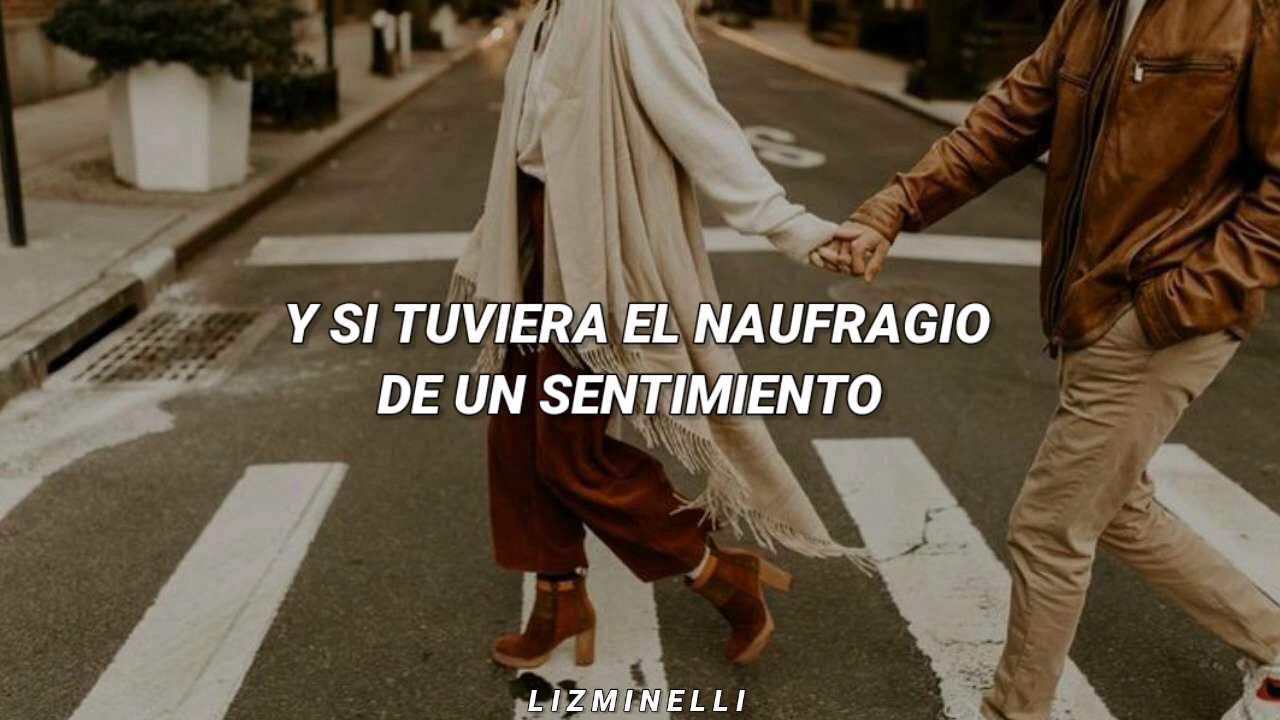 Y SI TUVIERA EL NAUFRAGIO
DE UN SENTIMIENTO
LIZMINELLI